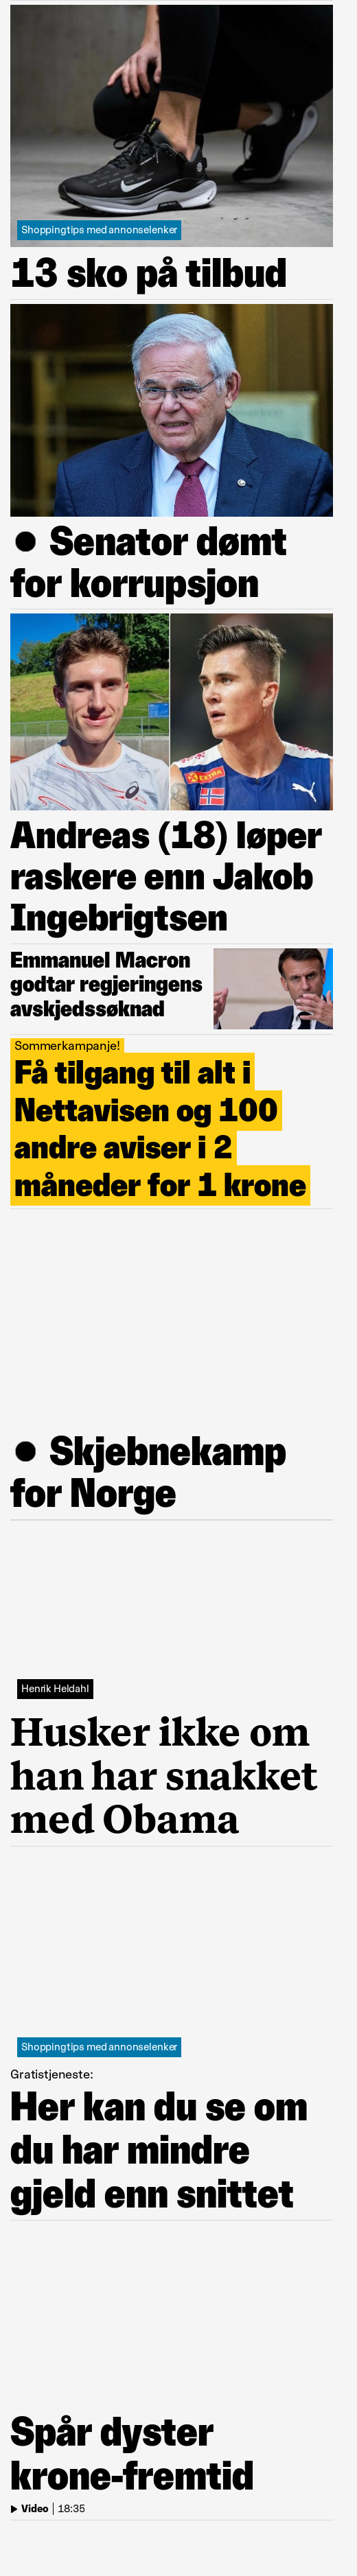 Shoppingtips med annonselenker
13 sko på tilbud
Senator dømt
for korrupsjon
EXTRA
Andreas (18) løper
raskere enn Jakob
Ingebrigtsen
Emmanuel Macron
godtar regjeringens
avskjedssøknad
Sommerkampanje!
Få tilgang til alt i
Nettavisen og 100
andre aviser i 2
måneder for 1 krone
Skjebnekamp
for Norge
Henrik Heldahl
Husker ikke om
han har snakket
med Obama
Shoppingtips med annonselenker
Gratistjeneste:
Her kan du se om
du har mindre
gjeld enn snittet
Spår dyster
krone-fremtid
Video | 18:35